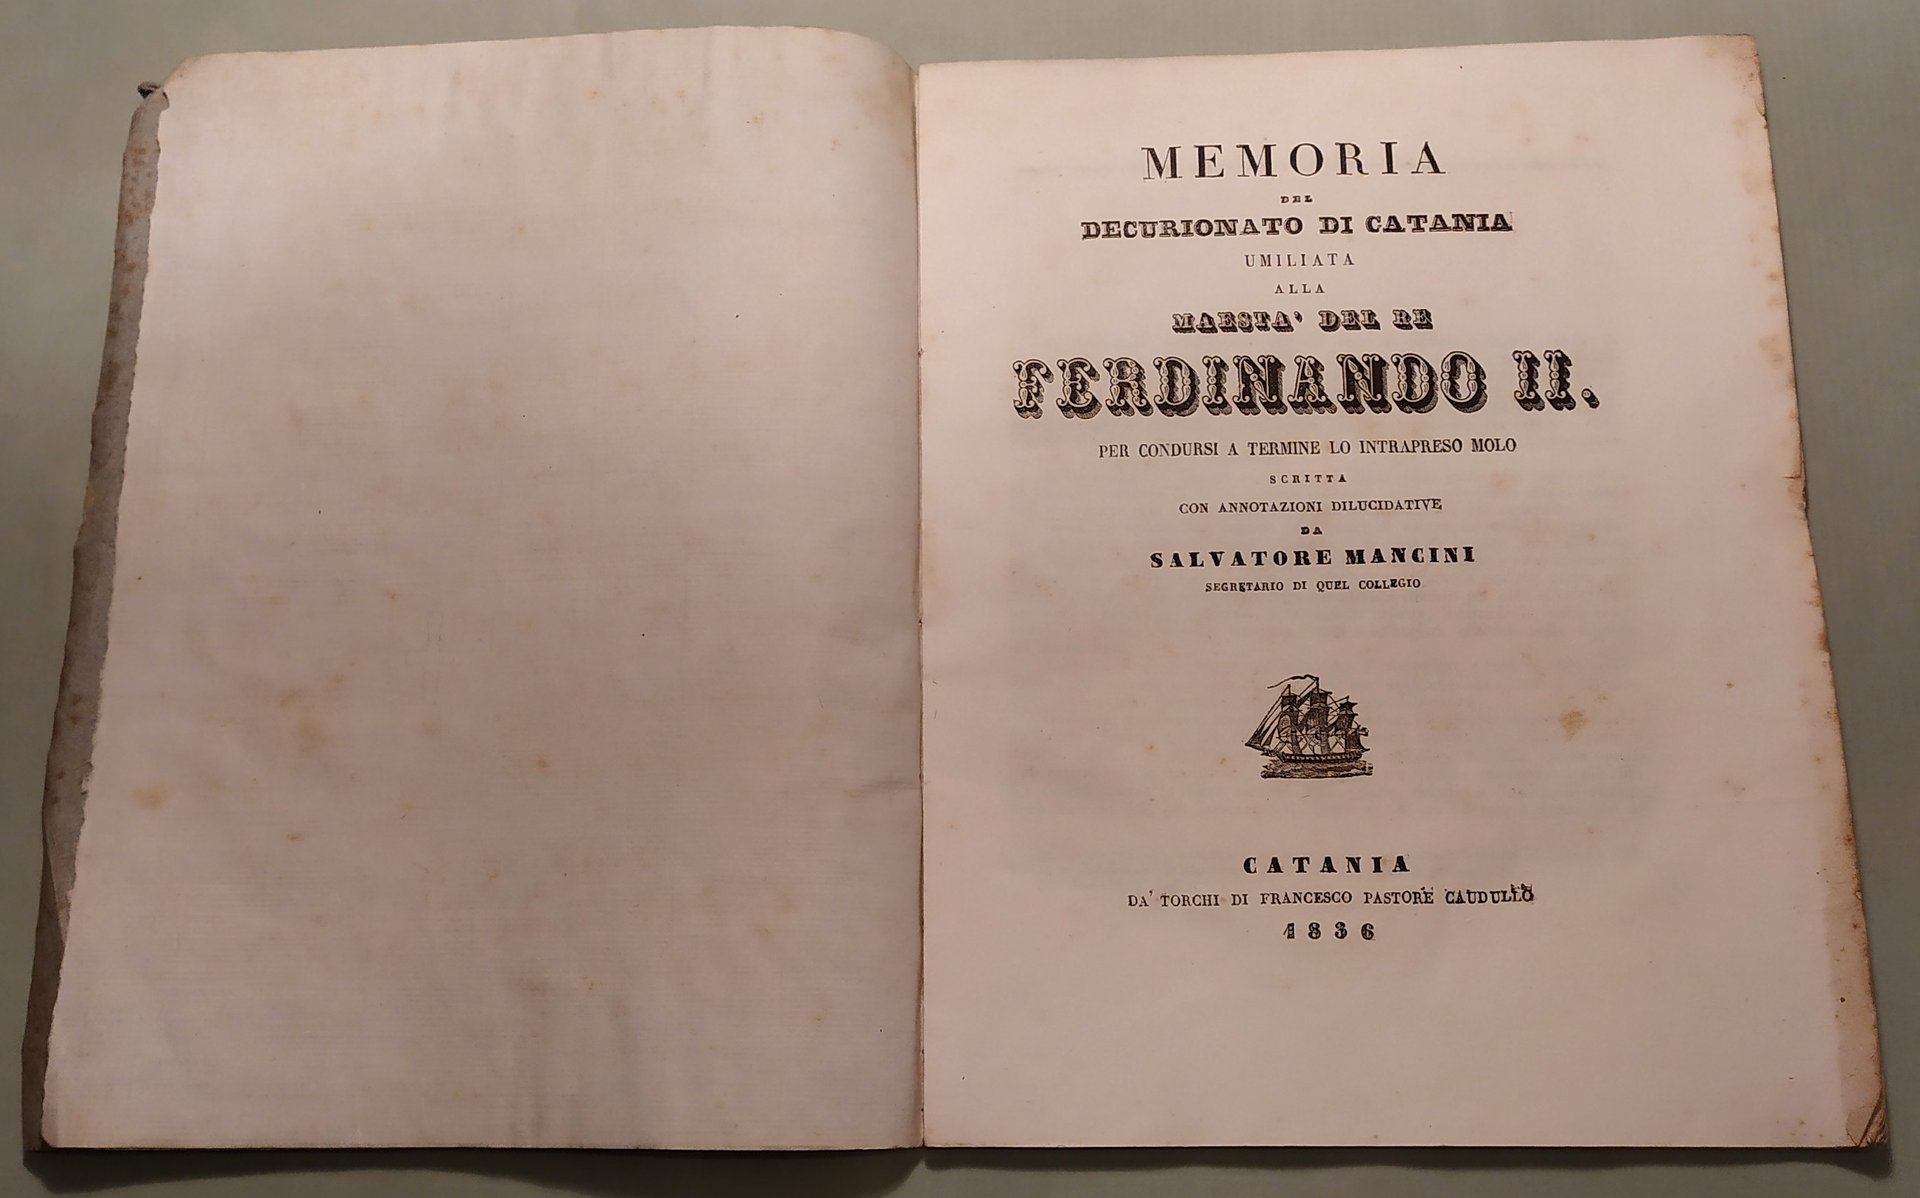 MEMORIA
DEL
DECURIONATO DI CATANIA
UMILIATA
ALLA
MAESTA' DEL RE
FERDINANDO II.
PER CONDURSI A TERMINE LO INTRAPRESO MOLO
SCRITTA
CON ANNOTAZIONI DILUCIDATIVE
DA
SALVATORE MANCINI
SEGRETARIO DI QUEL COLLEGIO
CATANIA
DA' TORCHI DI FRANCESCO PASTORE CAUDULLO
1836